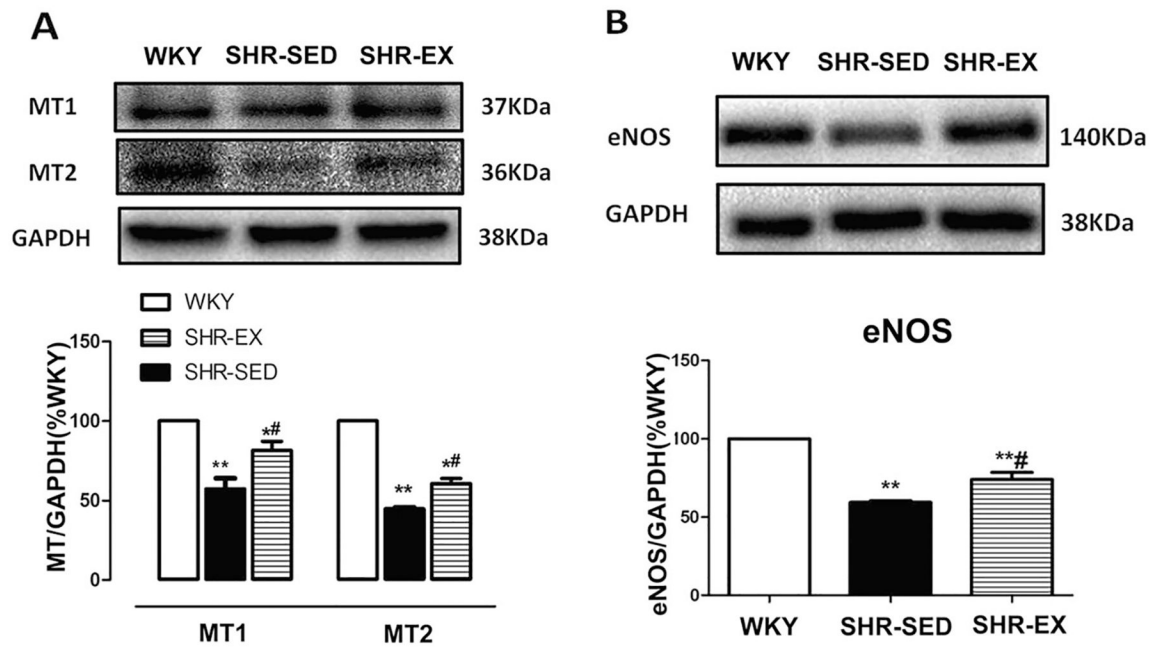 A
WKY SHR-SED SHR-EX
MT1 37KDa
MT2 36KDa
GAPDH 38KDa
WKY
SHR-EX
SHR-SED
MT/GAPDH(%WKY)
150
100
50
0
** *# ** *#
MT1 MT2
B
WKY SHR-SED SHR-EX
eNOS 140KDa
GAPDH 38KDa
eNOS
eNOS/GAPDH(%WKY)
150
100
50
0
** **#
WKY SHR-SED SHR-EX